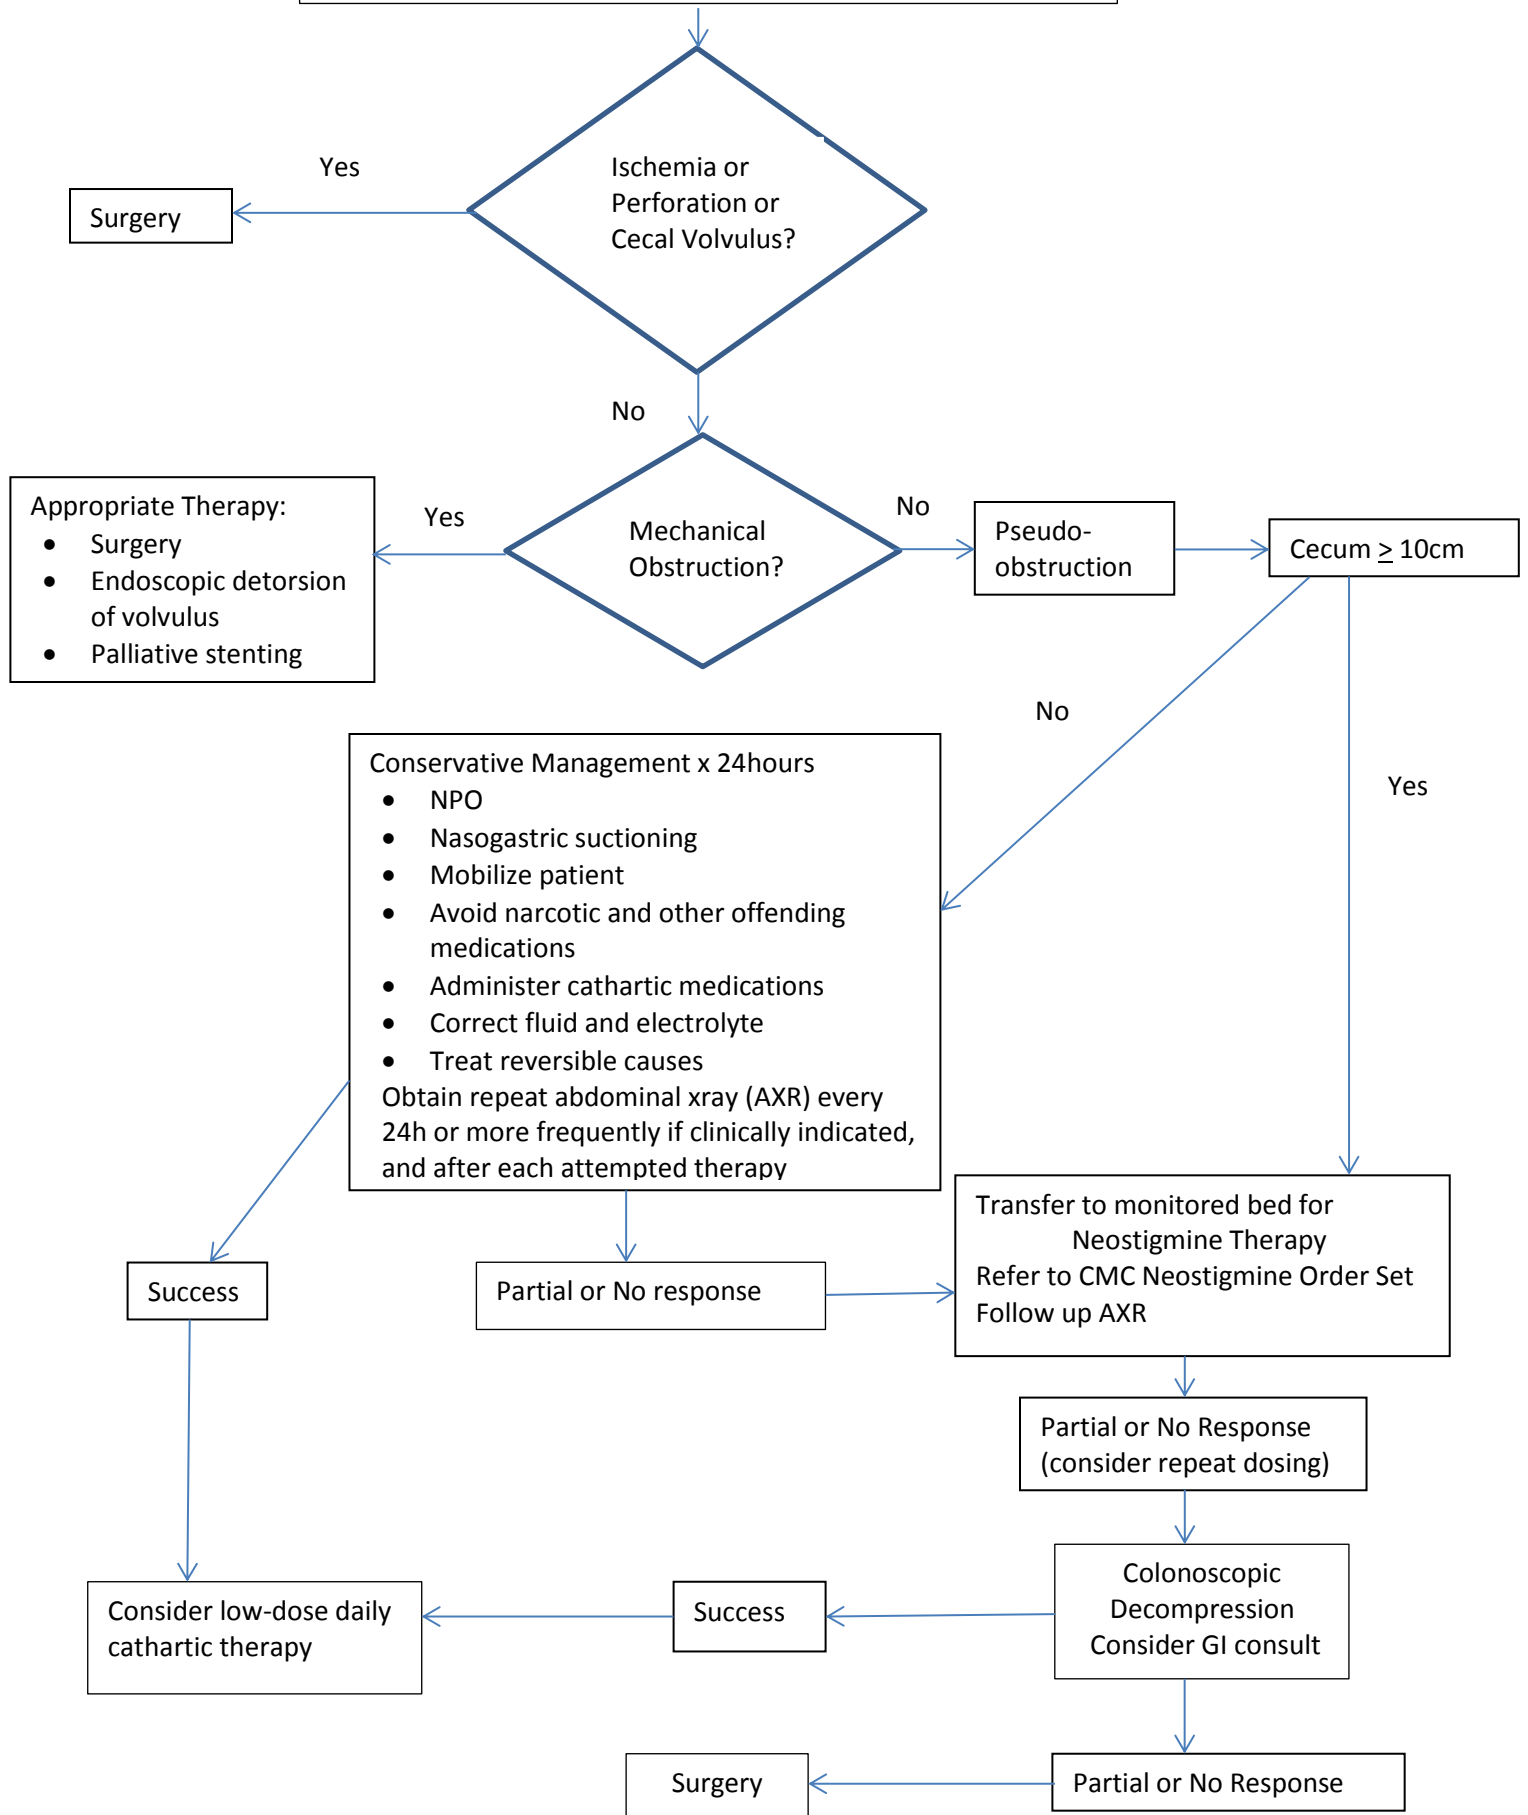 Yes
Ischemia or
Perforation or
Cecal Volvulus?
Surgery
No
Appropriate Therapy:
• Surgery
• Endoscopic detorsion
of volvulus
• Palliative stenting
Yes
Mechanical
Obstruction?
No
Pseudo-
obstruction
Cecum ≥ 10cm
No
Yes
Conservative Management x 24hours
• NPO
• Nasogastric suctioning
• Mobilize patient
• Avoid narcotic and other offending
medications
• Administer cathartic medications
• Correct fluid and electrolyte
• Treat reversible causes
Obtain repeat abdominal xray (AXR) every
24h or more frequently if clinically indicated,
and after each attempted therapy
Transfer to monitored bed for
Neostigmine Therapy
Refer to CMC Neostigmine Order Set
Follow up AXR
Success
Partial or No response
Partial or No Response
(consider repeat dosing)
Colonoscopic
Decompression
Consider GI consult
Success
Consider low-dose daily
cathartic therapy
Surgery
Partial or No Response